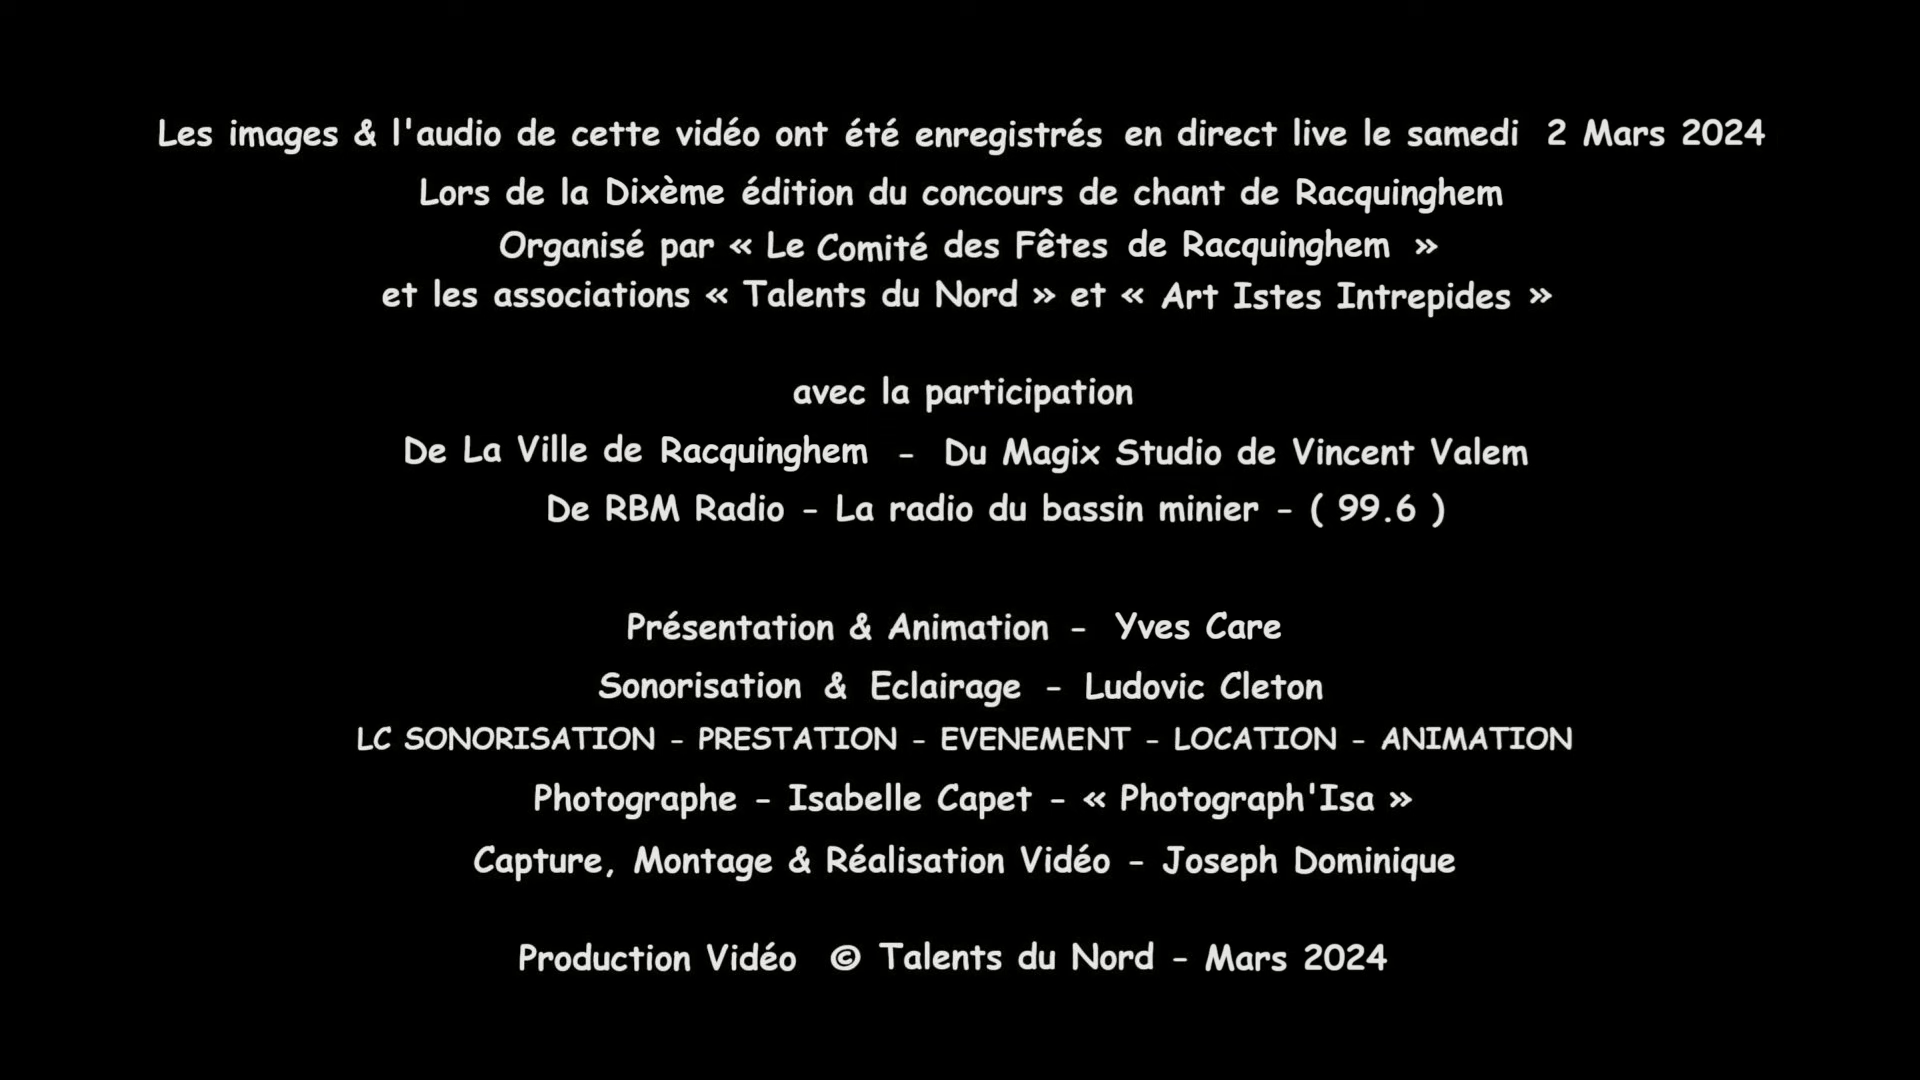 Les images & l'audio de cette vidéo ont été enregistrés en direct live le samedi 2 Mars 2024
Lors de la Dixème édition du concours de chant de Racquinghem
Organisé par « Le Comité des Fêtes de Racquinghem »
et les associations « Talents du Nord » et « Art Istes Intrepides »
avec la participation
De La Ville de Racquinghem - Du Magix Studio de Vincent Valem
De RBM Radio - La radio du bassin minier - ( 99.6 )
Présentation & Animation - Yves Care
Sonorisation & Eclairage - Ludovic Cleton
LC SONORISATION - PRESTATION - EVENEMENT - LOCATION - ANIMATION
Photographe - Isabelle Capet - « Photograph'Isa »
Capture, Montage & Réalisation Vidéo - Joseph Dominique
Production Vidéo © Talents du Nord - Mars 2024